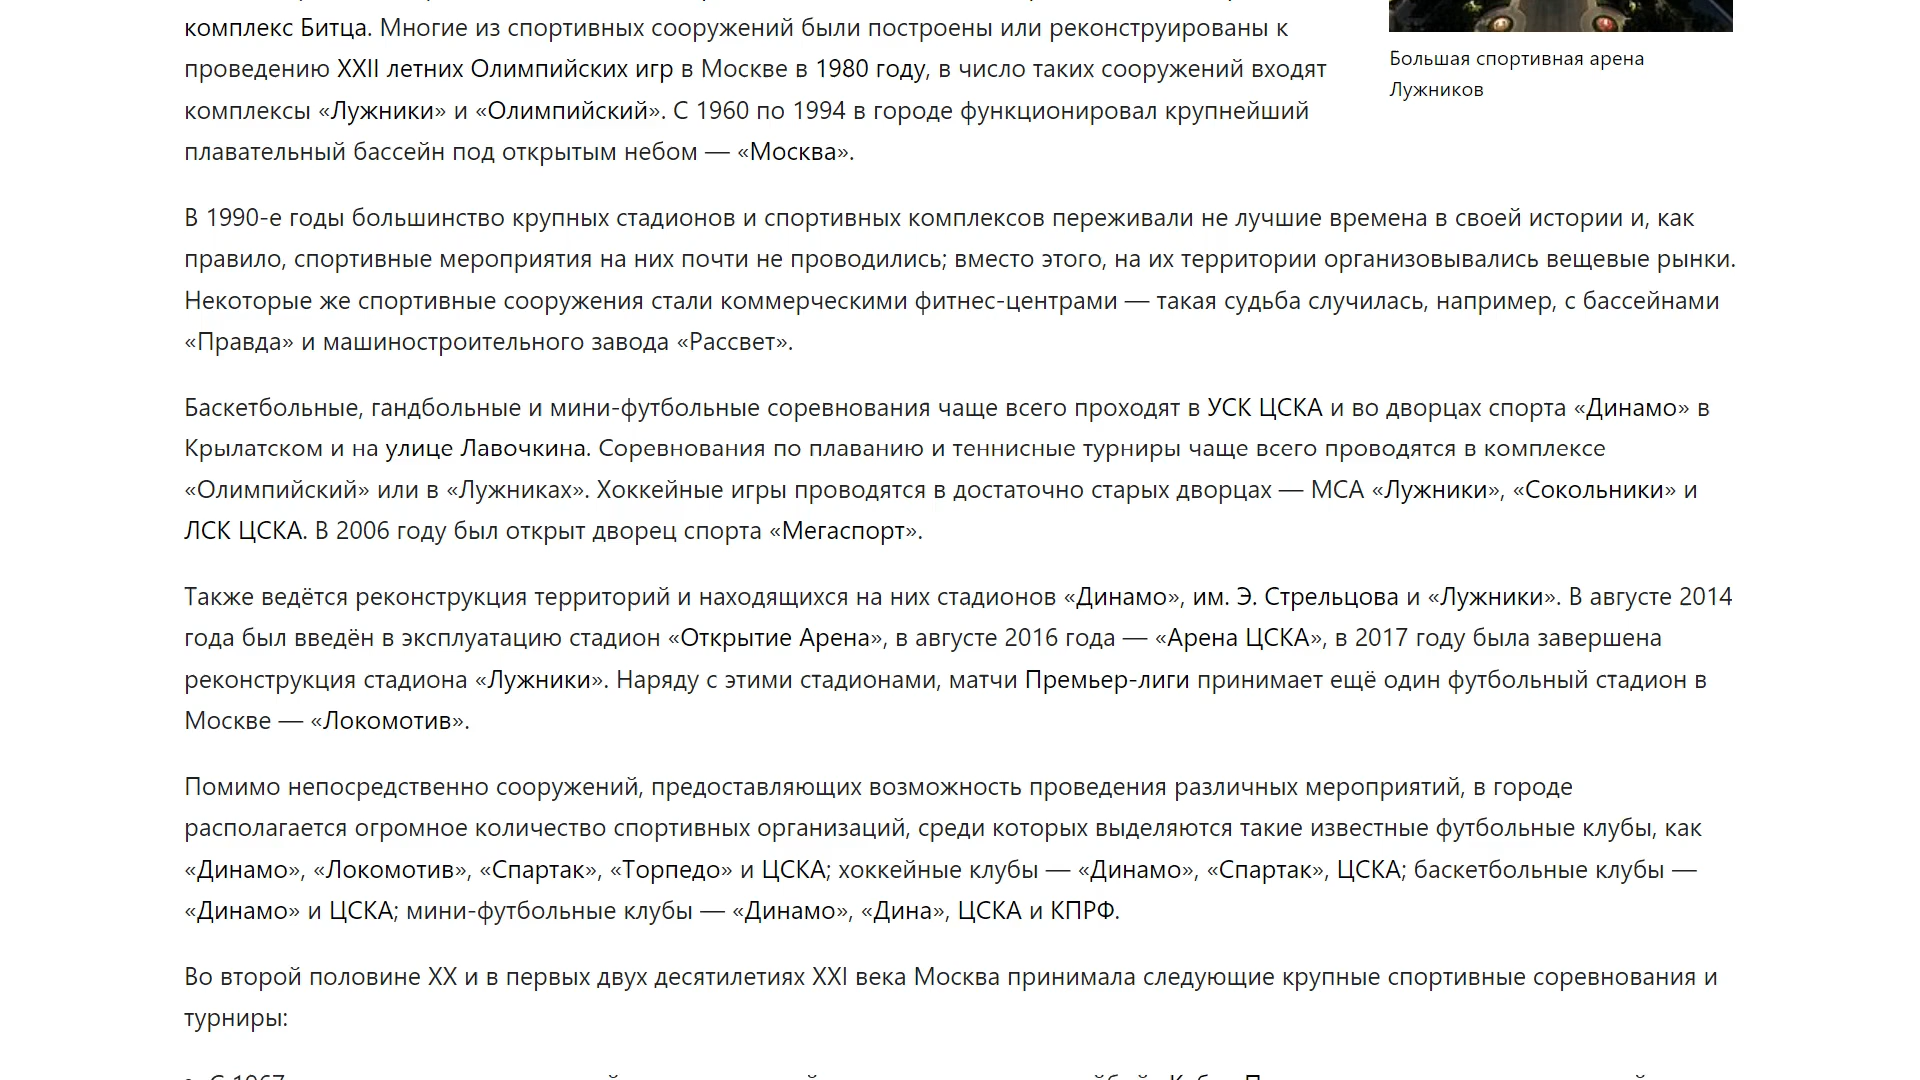 комплекс Битца. Многие из спортивных сооружений были построены или реконструированы к
проведению XXII летних Олимпийских игр в Москве в 1980 году, в число таких сооружений входят
комплексы «Лужники» и «Олимпийский». С 1960 по 1994 в городе функционировал крупнейший
плавательный бассейн под открытым небом — «Москва».
Большая спортивная арена
Лужников
В 1990-е годы большинство крупных стадионов и спортивных комплексов переживали не лучшие времена в своей истории и, как
правило, спортивные мероприятия на них почти не проводились; вместо этого, на их территории организовывались вещевые рынки.
Некоторые же спортивные сооружения стали коммерческими фитнес-центрами — такая судьба случилась, например, с бассейнами
«Правда» и машиностроительного завода «Рассвет».
Баскетбольные, гандбольные и мини-футбольные соревнования чаще всего проходят в УСК ЦСКА и во дворцах спорта «Динамо» в
Крылатском и на улице Лавочкина. Соревнования по плаванию и теннисные турниры чаще всего проводятся в комплексе
«Олимпийский» или в «Лужниках». Хоккейные игры проводятся в достаточно старых дворцах — МСА «Лужники», «Сокольники» и
ЛСК ЦСКА. В 2006 году был открыт дворец спорта «Мегаспорт».
Также ведётся реконструкция территорий и находящихся на них стадионов «Динамо», им. Э. Стрельцова и «Лужники». В августе 2014
года был введён в эксплуатацию стадион «Открытие Арена», в августе 2016 года — «Арена ЦСКА», в 2017 году была завершена
реконструкция стадиона «Лужники». Наряду с этими стадионами, матчи Премьер-лиги принимает ещё один футбольный стадион в
Москве — «Локомотив».
Помимо непосредственно сооружений, предоставляющих возможность проведения различных мероприятий, в городе
располагается огромное количество спортивных организаций, среди которых выделяются такие известные футбольные клубы, как
«Динамо», «Локомотив», «Спартак», «Торпедо» и ЦСКА; хоккейные клубы — «Динамо», «Спартак», ЦСКА; баскетбольные клубы —
«Динамо» и ЦСКА; мини-футбольные клубы — «Динамо», «Дина», ЦСКА и КПРФ.
Во второй половине XX и в первых двух десятилетиях XXI века Москва принимала следующие крупные спортивные соревнования и
турниры: